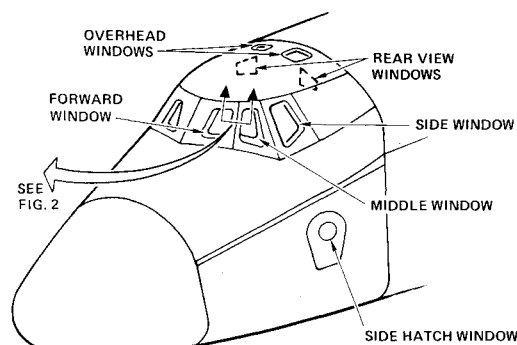 OVERHEAD
WINDOWS
REAR VIEW
WINDOWS
FORWARD
WINDOW
SIDE WINDOW
SEE
FIG. 2
MIDDLE WINDOW
SIDE HATCH WINDOW